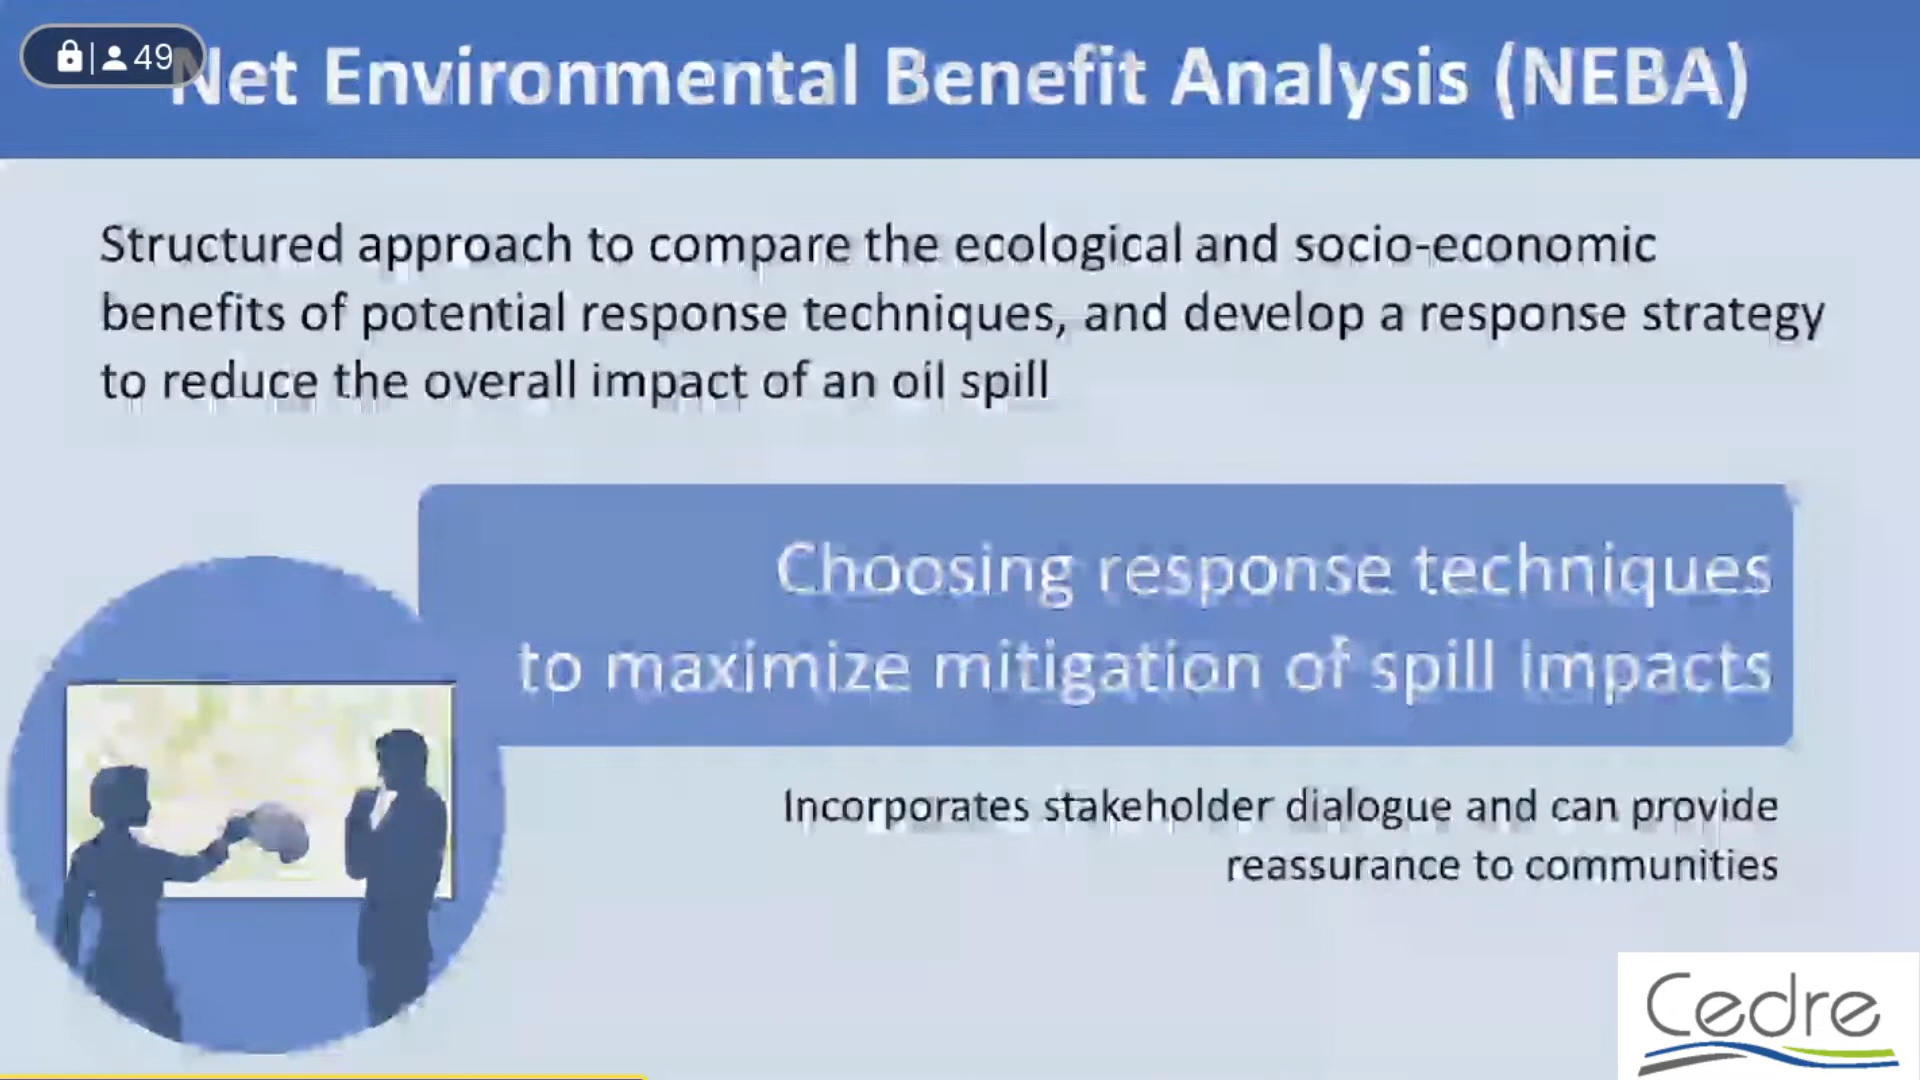 49
Net Environmental Benefit Analysis (NEBA)
Structured approach to compare the ecological and socio-economic
benefits of potential response techniques, and develop a response strategy
to reduce the overall impact of an oil spill
Choosing response techniques
to maximize mitigation of spill impacts
Incorporates stakeholder dialogue and can provide
reassurance to communities
Cedre